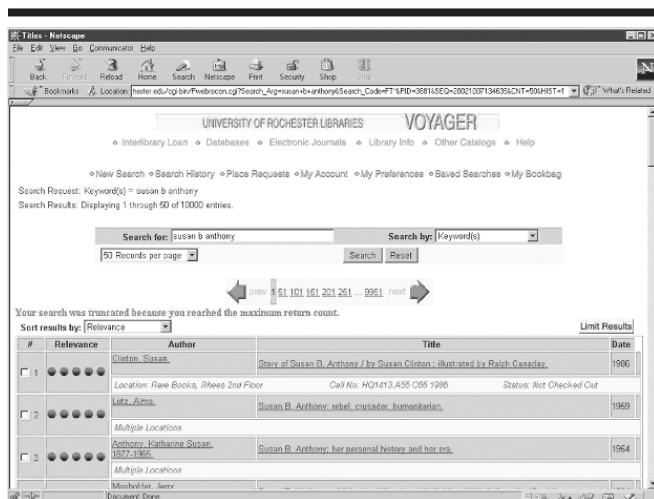 Titles - Netscape
File Edit View Go Communicator Help
Back Forward Reload Home Search Netscape Print Security Shop Stop
Bookmarks Location: hester.edu/cgi-bin/Pwebrecon.cgi?Search_Arg=susan+b+anthony&Search_Code=FT*&PID=3681&SEQ=20021007134635&CNT=50&HIST=1 What's Related
UNIVERSITY OF ROCHESTER LIBRARIES VOYAGER
Interlibrary Loan Databases Electronic Journals Library Info Other Catalogs Help
New Search Search History Place Requests My Account My Preferences Saved Searches My Bookbag
Search Request: Keyword(s) = susan b anthony
Search Results: Displaying 1 through 50 of 10000 entries.
Search for: susan b anthony Search by: Keyword(s)
50 Records per page Search Reset
prev 1 51 101 151 201 251 ... 9951 next
Your search was truncated because you reached the maximum return count.
Sort results by: Relevance Limit Results
# Relevance Author Title Date
1 Clinton, Susan. Story of Susan B. Anthony / by Susan Clinton ; illustrated by Ralph Canaday. 1986
Location: Rare Books, Rhees 2nd Floor Call No: HQ1413.A55 C55 1986 Status: Not Checked Out
2 Lutz, Alma. Susan B. Anthony: rebel, crusader, humanitarian. 1959
Multiple Locations
3 Anthony, Katharine Susan, 1877-1965. Susan B. Anthony: her personal history and her era. 1954
Multiple Locations
Mosholder, Jerry
Document: Done